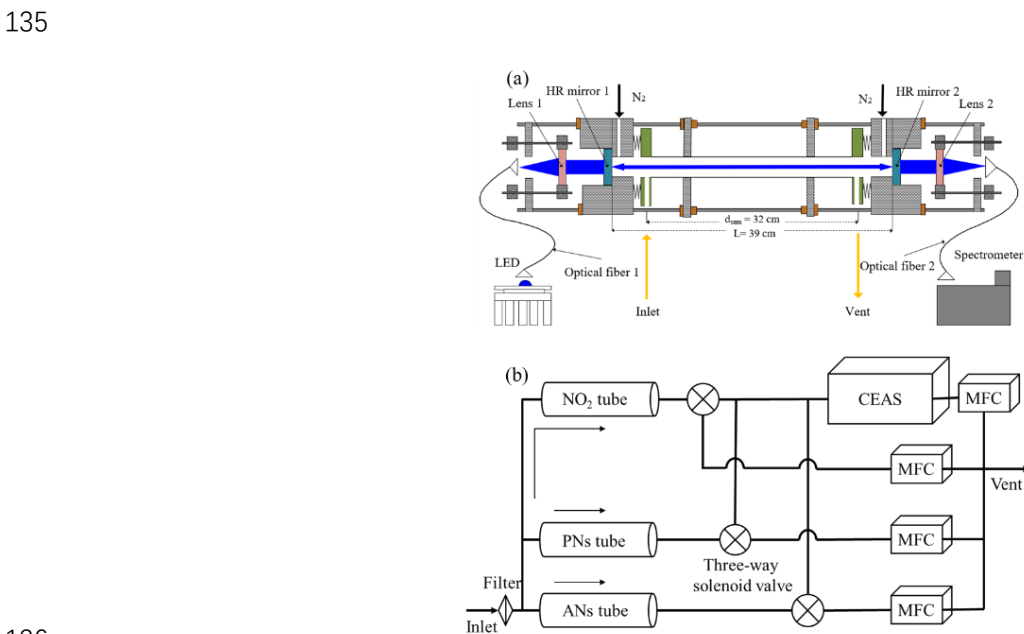 135
(a)
HR mirror 1
N₂
N₂
HR mirror 2
Lens 1
Lens 2
dsam = 32 cm
L= 39 cm
LED
Optical fiber 1
Optical fiber 2
Spectrometer
Inlet
Vent
(b)
NO₂ tube
CEAS
MFC
MFC
Vent
PNs tube
MFC
Three-way
solenoid valve
Filter
ANs tube
MFC
Inlet